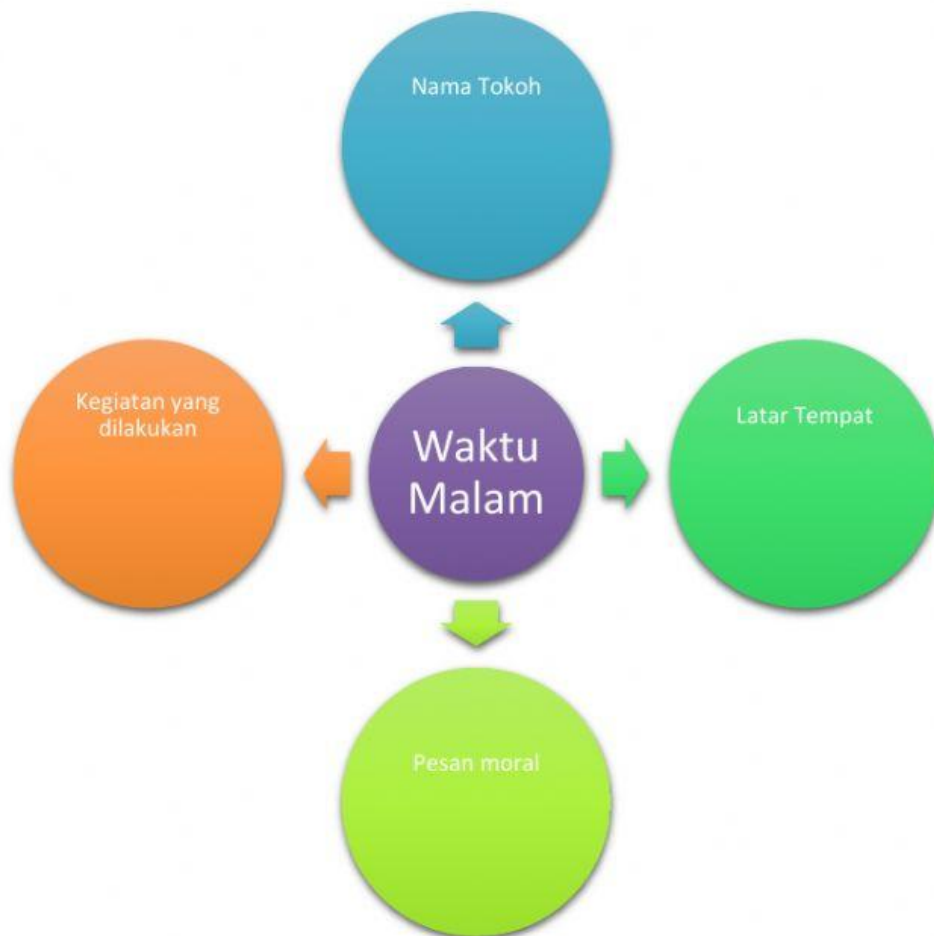 Nama Tokoh
Kegiatan yang
dilakukan
Waktu
Malam
Latar Tempat
Pesan moral